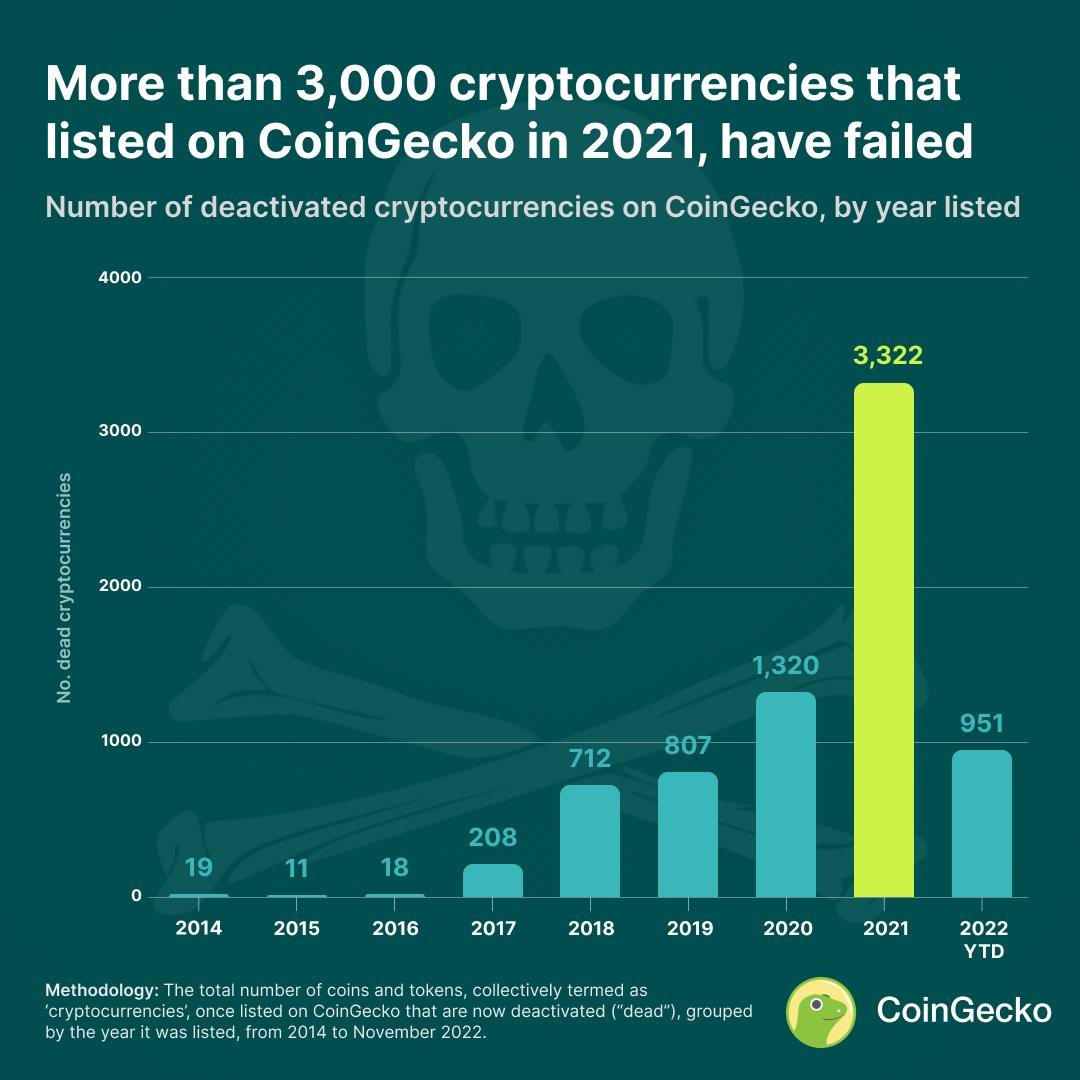 More than 3,000 cryptocurrencies that
listed on CoinGecko in 2021, have failed
Number of deactivated cryptocurrencies on CoinGecko, by year listed
No. dead cryptocurrencies
4000
3000
2000
1000
0
19
11
18
208
712
807
1,320
3,322
951
2014
2015
2016
2017
2018
2019
2020
2021
2022
YTD
Methodology: The total number of coins and tokens, collectively termed as
‘cryptocurrencies’, once listed on CoinGecko that are now deactivated (“dead”), grouped
by the year it was listed, from 2014 to November 2022.
CoinGecko